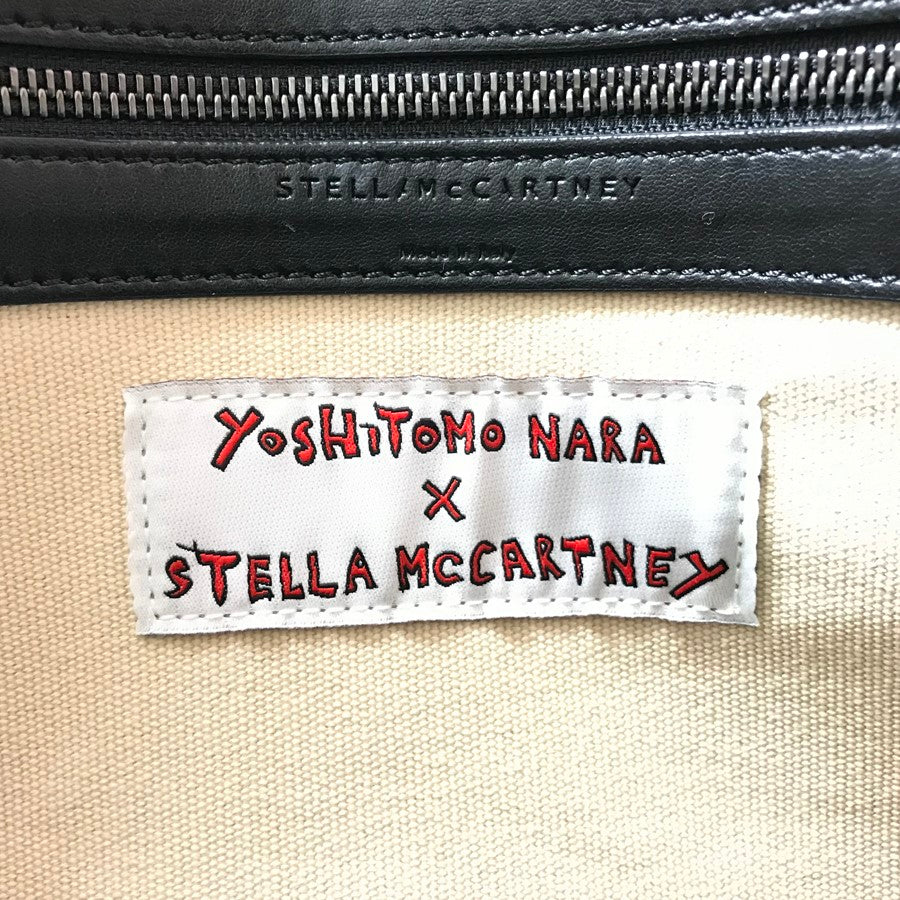 STELLA McCARTNEY
Made in Italy
YOSHiTOMO NARA
X
STELLA McCARTNEY